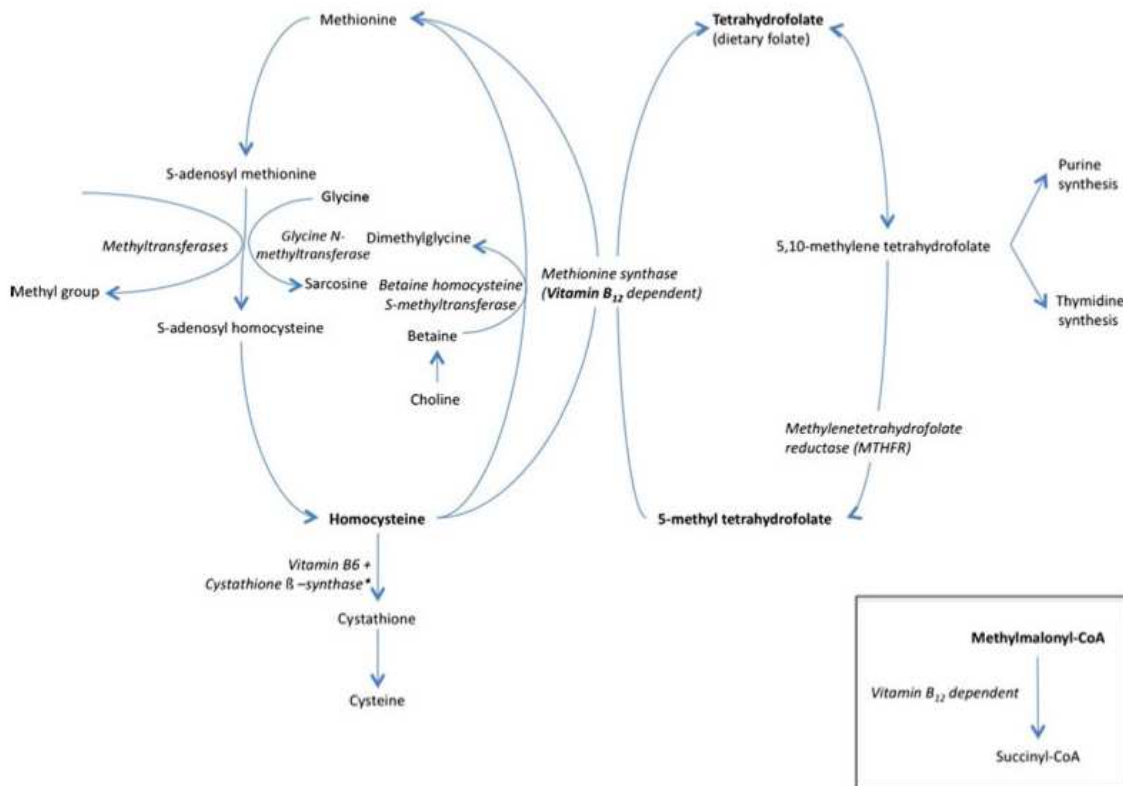 Methionine
Tetrahydrofolate
(dietary folate)
S-adenosyl methionine
Glycine
Purine
synthesis
Methyltransferases
Glycine N-
methyltransferase
Dimethylglycine
5,10-methylene tetrahydrofolate
Methyl group
Sarcosine
Betaine homocysteine
S-methyltransferase
Methionine synthase
(Vitamin B12 dependent)
Thymidine
synthesis
S-adenosyl homocysteine
Betaine
Choline
Methylenetetrahydrofolate
reductase (MTHFR)
Homocysteine
5-methyl tetrahydrofolate
Vitamin B6 +
Cystathione ß –synthase*
Cystathione
Cysteine
Methylmalonyl-CoA
Vitamin B12 dependent
Succinyl-CoA